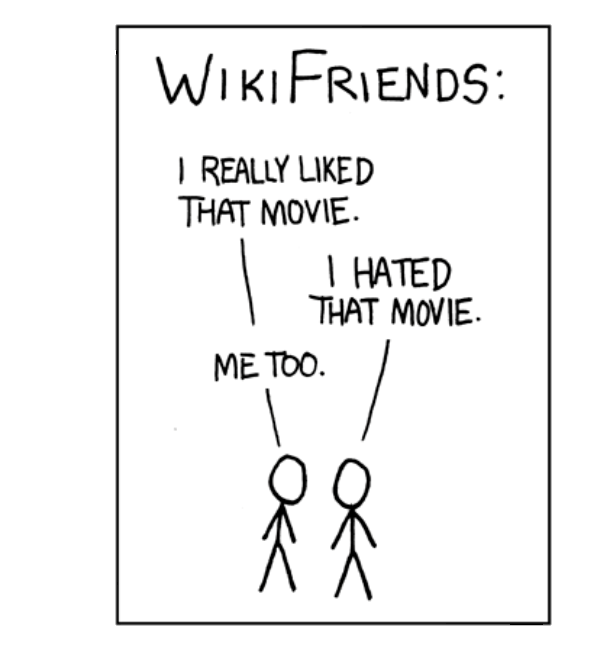 WIKIFRIENDS:
I REALLY LIKED
THAT MOVIE.
I HATED
THAT MOVIE.
ME TOO.